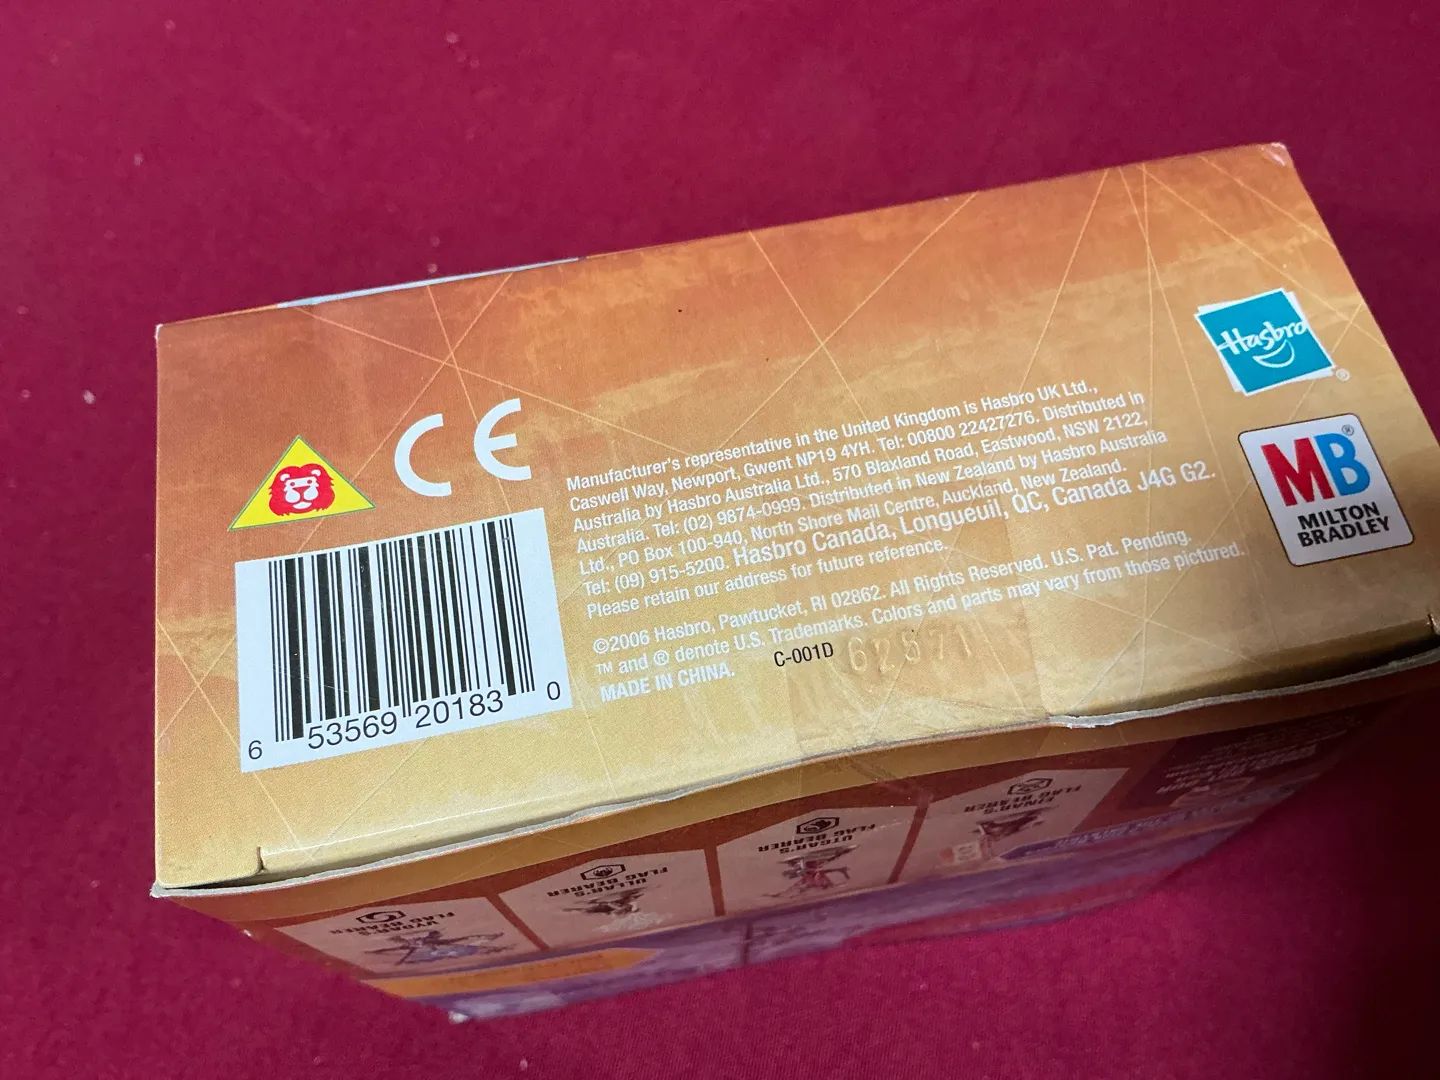 Hasbro
®
MB®
MILTON
BRADLEY
CE
Manufacturer's representative in the United Kingdom is Hasbro UK Ltd.,
Caswell Way, Newport, Gwent NP19 4YH. Tel: 00800 22427276. Distributed in
Australia by Hasbro Australia Ltd., 570 Blaxland Road, Eastwood, NSW 2122,
Australia. Tel: (02) 9874-0999. Distributed in New Zealand by Hasbro Australia
Ltd., PO Box 100-940, North Shore Mail Centre, Auckland, New Zealand.
Tel: (09) 915-5200. Hasbro Canada, Longueuil, QC, Canada J4G G2.
Please retain our address for future reference.
©2006 Hasbro, Pawtucket, RI 02862. All Rights Reserved. U.S. Pat. Pending.
TM and ® denote U.S. Trademarks. Colors and parts may vary from those pictured.
MADE IN CHINA.
C-001D
62571
6 53569 20183 0
VYDAR'S
FLAG BEARER
ULLAR'S
FLAG BEARER
UTGAR'S
FLAG BEARER
EINAR'S
FLAG BEARER